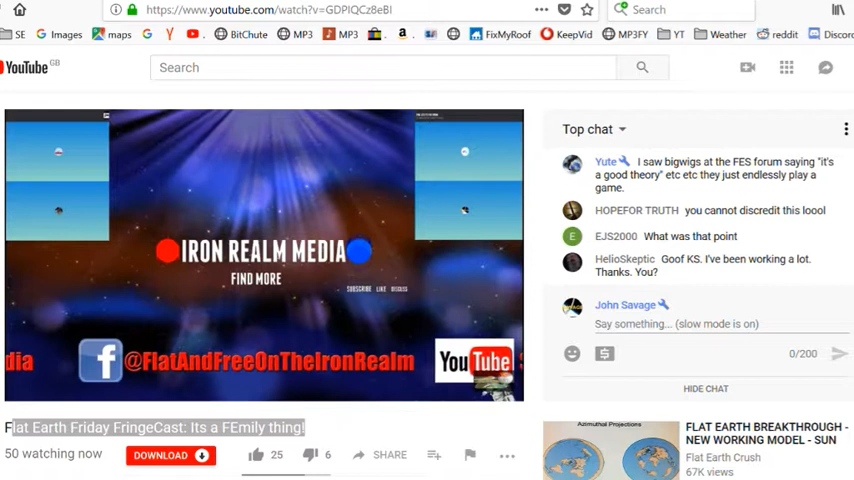 https://www.youtube.com/watch?v=GDPIQCz8eBI
Search
SE
Images
maps
BitChute
MP3
MP3
FixMyRoof
KeepVid
MP3FY
YT
Weather
reddit
Discord
YouTube GB
Search
IRON REALM MEDIA
FIND MORE
SUBSCRIBE LIKE DISCUSS
dia
@FlatAndFreeOnTheIronRealm
YouTube
Flat Earth Friday FringeCast: Its a FEmily thing!
50 watching now
DOWNLOAD
25
6
SHARE
Top chat
Yute I saw bigwigs at the FES forum saying "it's
a good theory" etc etc they just endlessly play a
game.
HOPEFOR TRUTH you cannot discredit this loool
E
EJS2000 What was that point
HelioSkeptic Goof KS. I've been working a lot.
Thanks. You?
John Savage
Say something... (slow mode is on)
0/200
HIDE CHAT
Azimuthal Projections
FLAT EARTH BREAKTHROUGH -
NEW WORKING MODEL - SUN
Flat Earth Crush
67K views